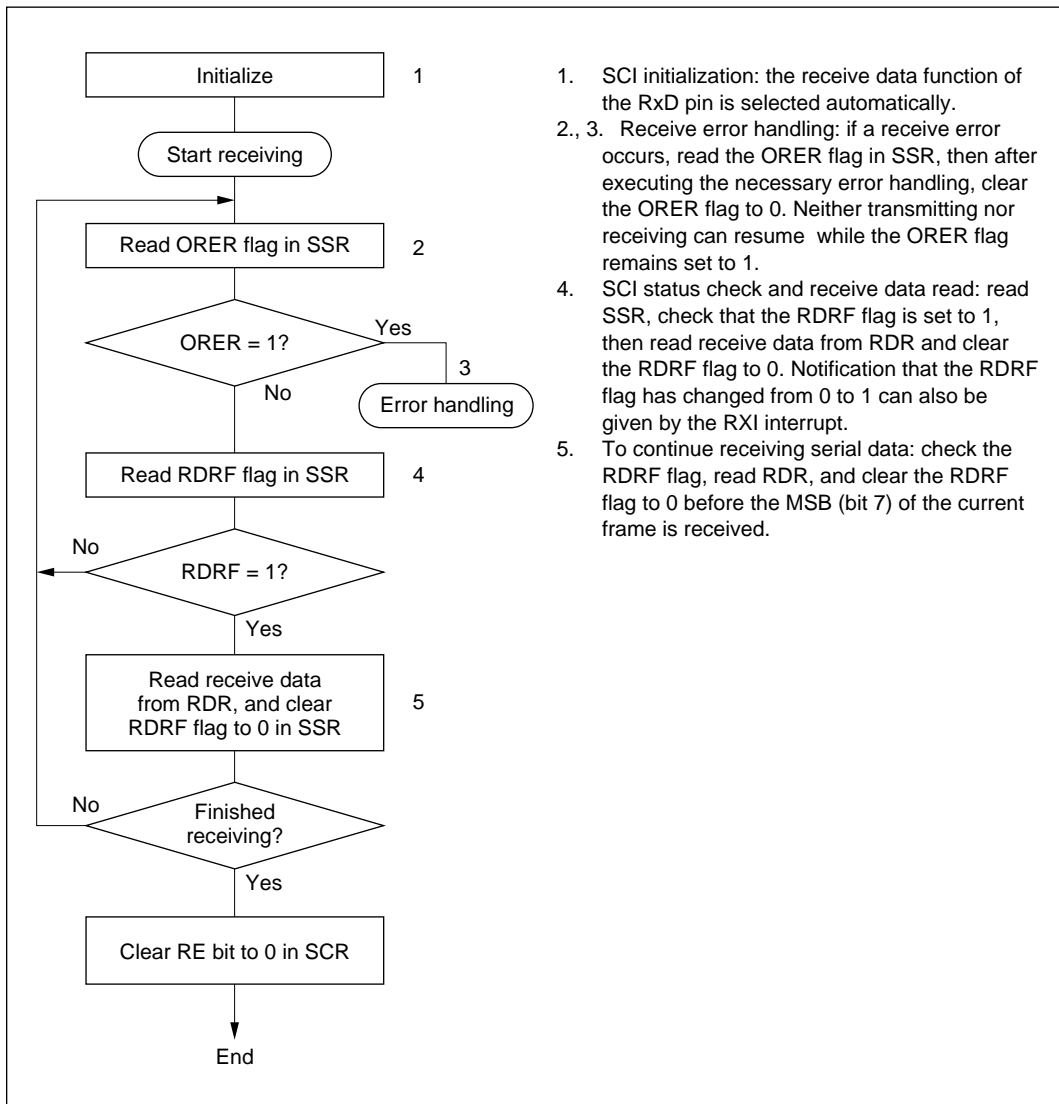 Initialize
1
Start receiving
Read ORER flag in SSR
2
ORER = 1?
Yes
3
No
Error handling
Read RDRF flag in SSR
4
No
RDRF = 1?
Yes
Read receive data
from RDR, and clear
RDRF flag to 0 in SSR
5
No
Finished
receiving?
Yes
Clear RE bit to 0 in SCR
End
1. SCI initialization: the receive data function of
the RxD pin is selected automatically.
2., 3. Receive error handling: if a receive error
occurs, read the ORER flag in SSR, then after
executing the necessary error handling, clear
the ORER flag to 0. Neither transmitting nor
receiving can resume while the ORER flag
remains set to 1.
4. SCI status check and receive data read: read
SSR, check that the RDRF flag is set to 1,
then read receive data from RDR and clear
the RDRF flag to 0. Notification that the RDRF
flag has changed from 0 to 1 can also be
given by the RXI interrupt.
5. To continue receiving serial data: check the
RDRF flag, read RDR, and clear the RDRF
flag to 0 before the MSB (bit 7) of the current
frame is received.